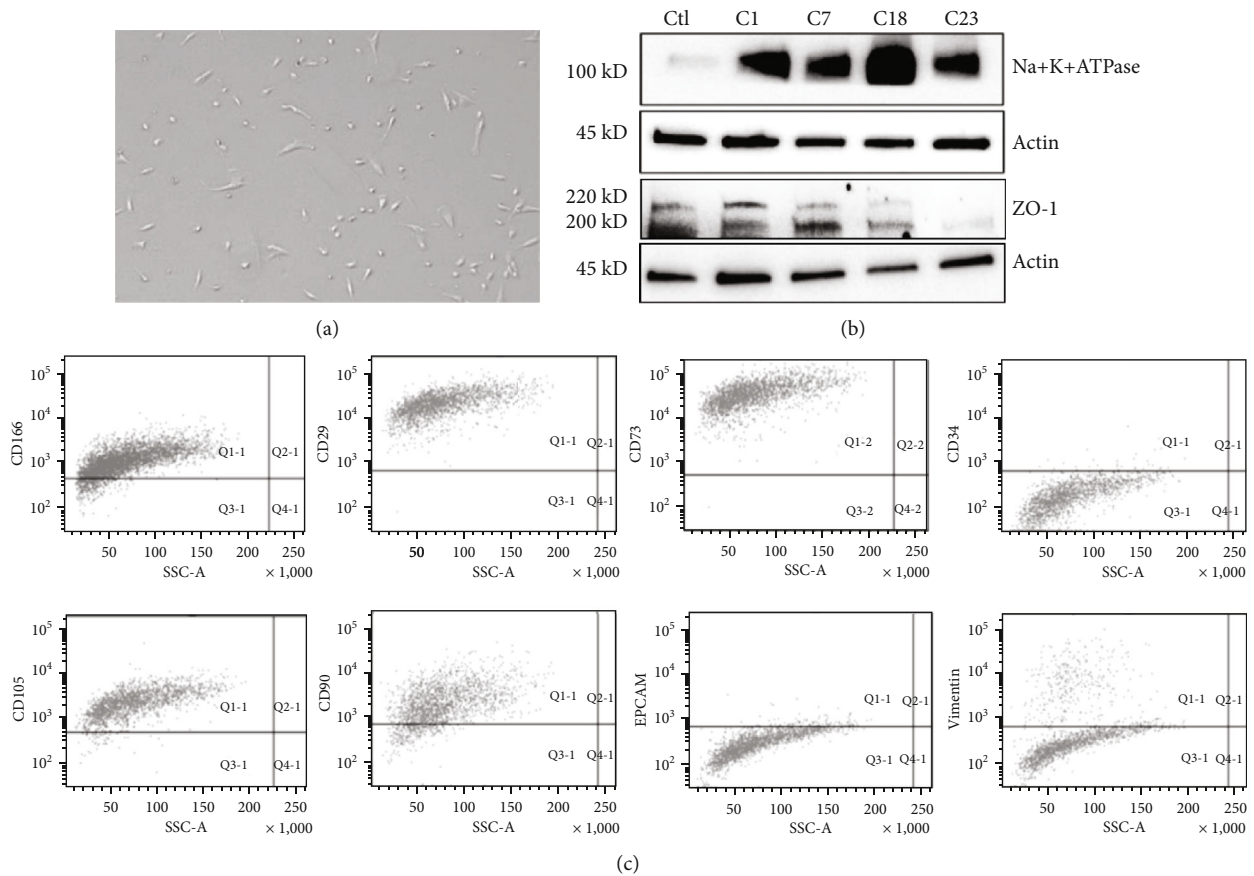 Ctl C1 C7 C18 C23
100 kD
Na+K+ATPase
45 kD
Actin
220 kD
200 kD
ZO-1
45 kD
Actin
(a)
(b)
CD166
10⁵
10⁴
10³
10²
Q1-1 Q2-1
Q3-1 Q4-1
50 100 150 200 250
SSC-A
× 1,000
CD29
10⁵
10⁴
10³
10²
Q1-1 Q2-1
Q3-1 Q4-1
50 100 150 200 250
SSC-A
× 1,000
CD73
10⁵
10⁴
10³
10²
Q1-2 Q2-2
Q3-2 Q4-2
50 100 150 200 250
SSC-A
× 1,000
CD34
10⁵
10⁴
10³
10²
Q1-1 Q2-1
Q3-1 Q4-1
50 100 150 200 250
SSC-A
× 1,000
CD105
10⁵
10⁴
10³
10²
Q1-1 Q2-1
Q3-1 Q4-1
50 100 150 200 250
SSC-A
× 1,000
CD90
10⁵
10⁴
10³
10²
Q1-1 Q2-1
Q3-1 Q4-1
50 100 150 200 250
SSC-A
× 1,000
EPCAM
10⁵
10⁴
10³
10²
Q1-1 Q2-1
Q3-1 Q4-1
50 100 150 200 250
SSC-A
× 1,000
Vimentin
10⁵
10⁴
10³
10²
Q1-1 Q2-1
Q3-1 Q4-1
50 100 150 200 250
SSC-A
× 1,000
(c)